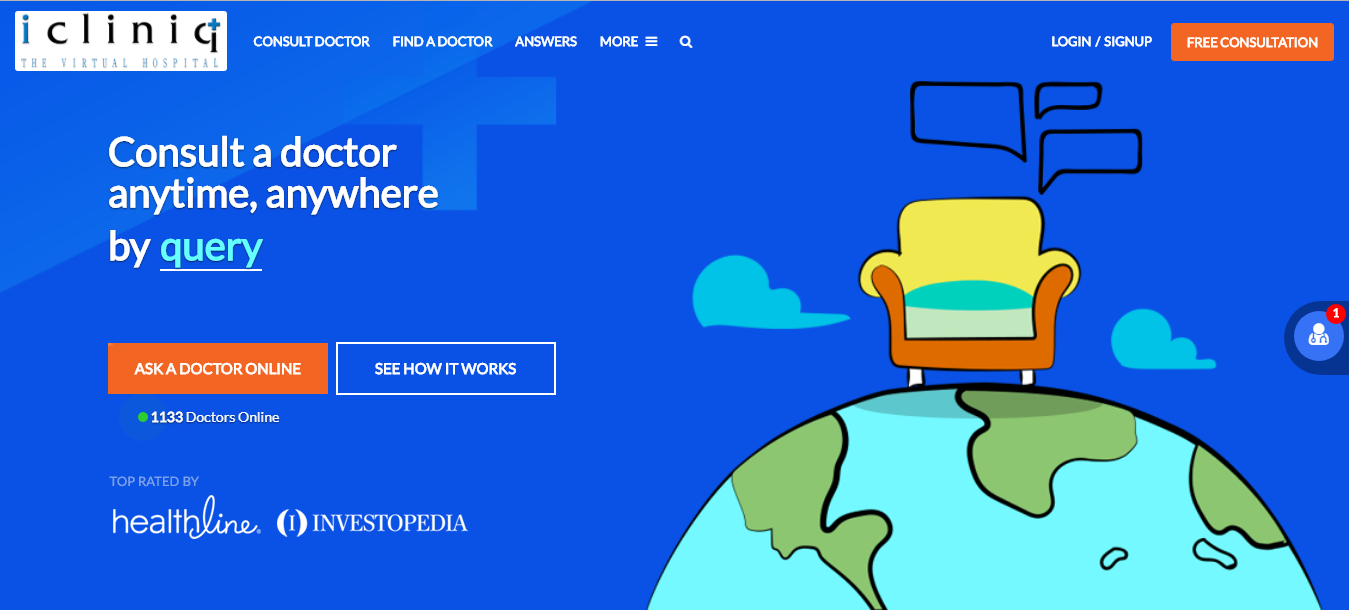 icliniq
THE VIRTUAL HOSPITAL
CONSULT DOCTOR FIND A DOCTOR ANSWERS MORE
LOGIN / SIGNUP FREE CONSULTATION
Consult a doctor
anytime, anywhere
by query
1
ASK A DOCTOR ONLINE SEE HOW IT WORKS
1133 Doctors Online
TOP RATED BY
healthline. (I) INVESTOPEDIA